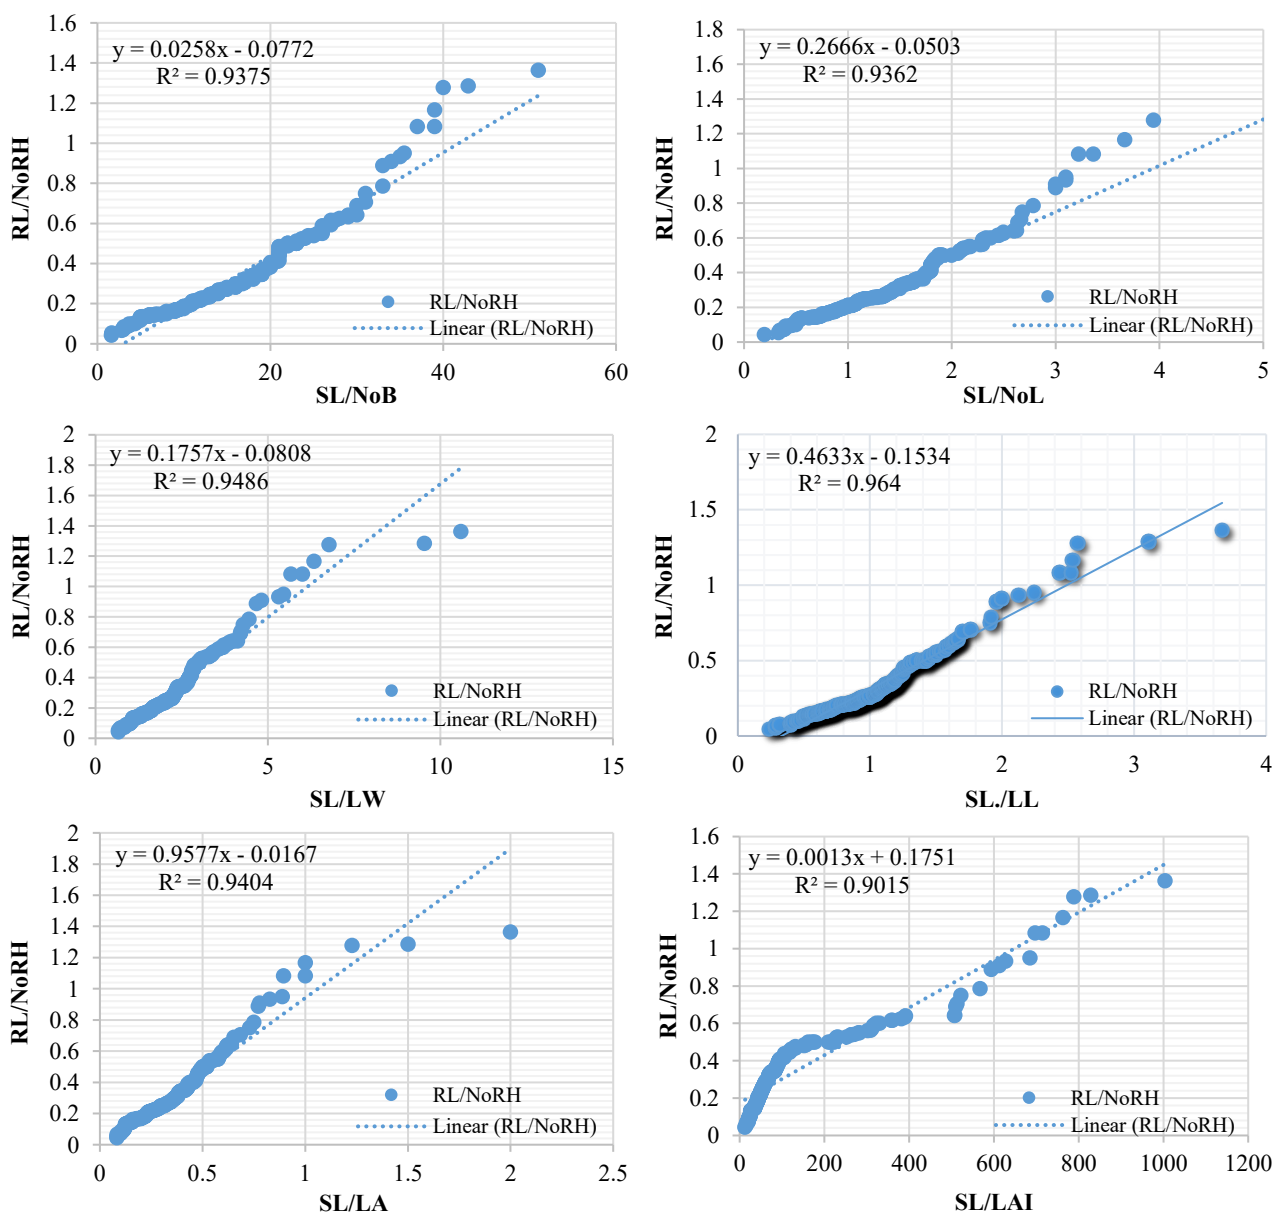 y = 0.0258x - 0.0772
R² = 0.9375
1.6
1.4
1.2
1
0.8
0.6
0.4
0.2
0
RL/NoRH
RL/NoRH
Linear (RL/NoRH)
0 20 40 60
SL/NoB
y = 0.2666x - 0.0503
R² = 0.9362
1.8
1.6
1.4
1.2
1
0.8
0.6
0.4
0.2
0
RL/NoRH
RL/NoRH
Linear (RL/NoRH)
0 1 2 3 4 5
SL/NoL
y = 0.1757x - 0.0808
R² = 0.9486
2
1.8
1.6
1.4
1.2
1
0.8
0.6
0.4
0.2
0
RL/NoRH
RL/NoRH
Linear (RL/NoRH)
0 5 10 15
SL/LW
y = 0.4633x - 0.1534
R² = 0.964
2
1.5
1
0.5
0
RL/NoRH
RL/NoRH
Linear (RL/NoRH)
0 1 2 3 4
SL./LL
y = 0.9577x - 0.0167
R² = 0.9404
2
1.8
1.6
1.4
1.2
1
0.8
0.6
0.4
0.2
0
RL/NoRH
RL/NoRH
Linear (RL/NoRH)
0 0.5 1 1.5 2 2.5
SL/LA
y = 0.0013x + 0.1751
R² = 0.9015
1.6
1.4
1.2
1
0.8
0.6
0.4
0.2
0
RL/NoRH
RL/NoRH
Linear (RL/NoRH)
0 200 400 600 800 1000 1200
SL/LAI